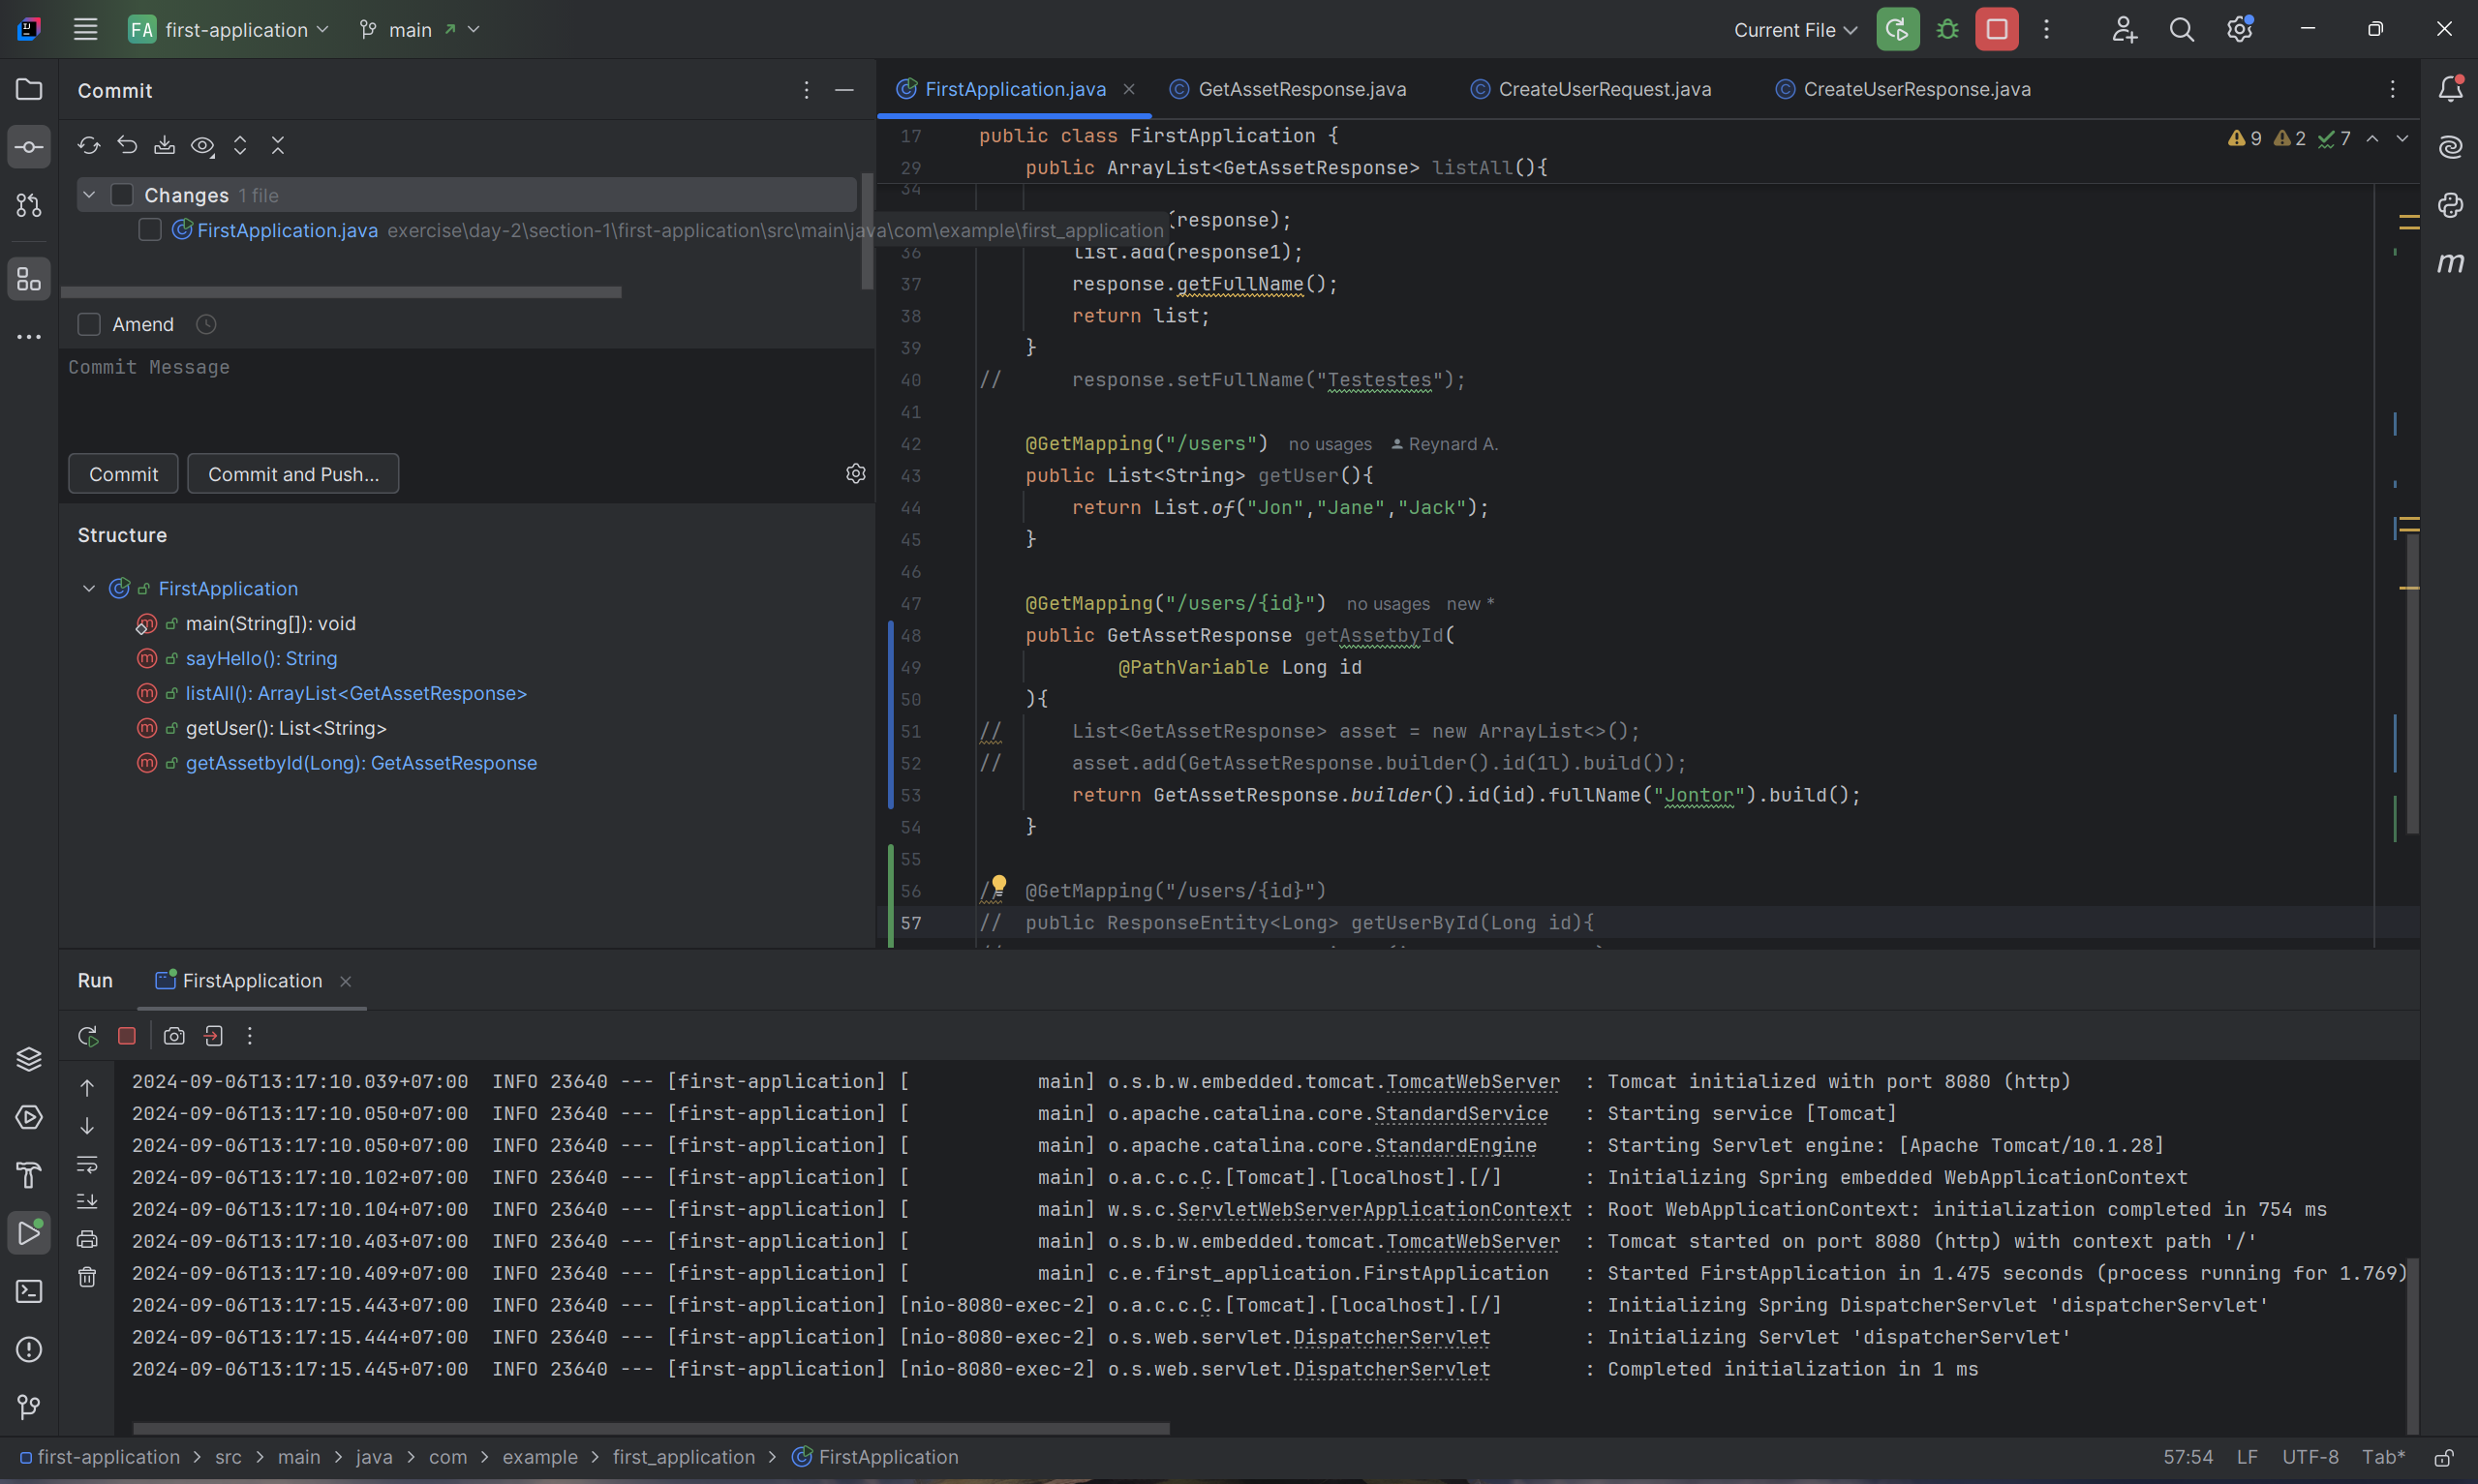 FA first-application main Current File
Commit
Changes 1 file
FirstApplication.java exercise\day-2\section-1\first-application\src\main\java\com\example\first_application
Amend
Commit Message
Commit Commit and Push...
Structure
FirstApplication
main(String[]): void
sayHello(): String
listAll(): ArrayList<GetAssetResponse>
getUser(): List<String>
getAssetbyId(Long): GetAssetResponse
FirstApplication.java GetAssetResponse.java CreateUserRequest.java CreateUserResponse.java
9 2 7
17 public class FirstApplication {
29 public ArrayList<GetAssetResponse> listAll(){
34
(response);
36 list.add(response1);
37 response.getFullName();
38 return list;
39 }
40 // response.setFullName("Testestes");
41
42 @GetMapping("/users") no usages Reynard A.
43 public List<String> getUser(){
44 return List.of("Jon","Jane","Jack");
45 }
46
47 @GetMapping("/users/{id}") no usages new *
48 public GetAssetResponse getAssetbyId(
49 @PathVariable Long id
50 ){
51 // List<GetAssetResponse> asset = new ArrayList<>();
52 // asset.add(GetAssetResponse.builder().id(1l).build());
53 return GetAssetResponse.builder().id(id).fullName("Jontor").build();
54 }
55
56 // @GetMapping("/users/{id}")
57 // public ResponseEntity<Long> getUserById(Long id){
Run FirstApplication
2024-09-06T13:17:10.039+07:00 INFO 23640 --- [first-application] [ main] o.s.b.w.embedded.tomcat.TomcatWebServer : Tomcat initialized with port 8080 (http)
2024-09-06T13:17:10.050+07:00 INFO 23640 --- [first-application] [ main] o.apache.catalina.core.StandardService : Starting service [Tomcat]
2024-09-06T13:17:10.050+07:00 INFO 23640 --- [first-application] [ main] o.apache.catalina.core.StandardEngine : Starting Servlet engine: [Apache Tomcat/10.1.28]
2024-09-06T13:17:10.102+07:00 INFO 23640 --- [first-application] [ main] o.a.c.c.C.[Tomcat].[localhost].[/] : Initializing Spring embedded WebApplicationContext
2024-09-06T13:17:10.104+07:00 INFO 23640 --- [first-application] [ main] w.s.c.ServletWebServerApplicationContext : Root WebApplicationContext: initialization completed in 754 ms
2024-09-06T13:17:10.403+07:00 INFO 23640 --- [first-application] [ main] o.s.b.w.embedded.tomcat.TomcatWebServer : Tomcat started on port 8080 (http) with context path '/'
2024-09-06T13:17:10.409+07:00 INFO 23640 --- [first-application] [ main] c.e.first_application.FirstApplication : Started FirstApplication in 1.475 seconds (process running for 1.769)
2024-09-06T13:17:15.443+07:00 INFO 23640 --- [first-application] [nio-8080-exec-2] o.a.c.c.C.[Tomcat].[localhost].[/] : Initializing Spring DispatcherServlet 'dispatcherServlet'
2024-09-06T13:17:15.444+07:00 INFO 23640 --- [first-application] [nio-8080-exec-2] o.s.web.servlet.DispatcherServlet : Initializing Servlet 'dispatcherServlet'
2024-09-06T13:17:15.445+07:00 INFO 23640 --- [first-application] [nio-8080-exec-2] o.s.web.servlet.DispatcherServlet : Completed initialization in 1 ms
first-application > src > main > java > com > example > first_application > FirstApplication 57:54 LF UTF-8 Tab*